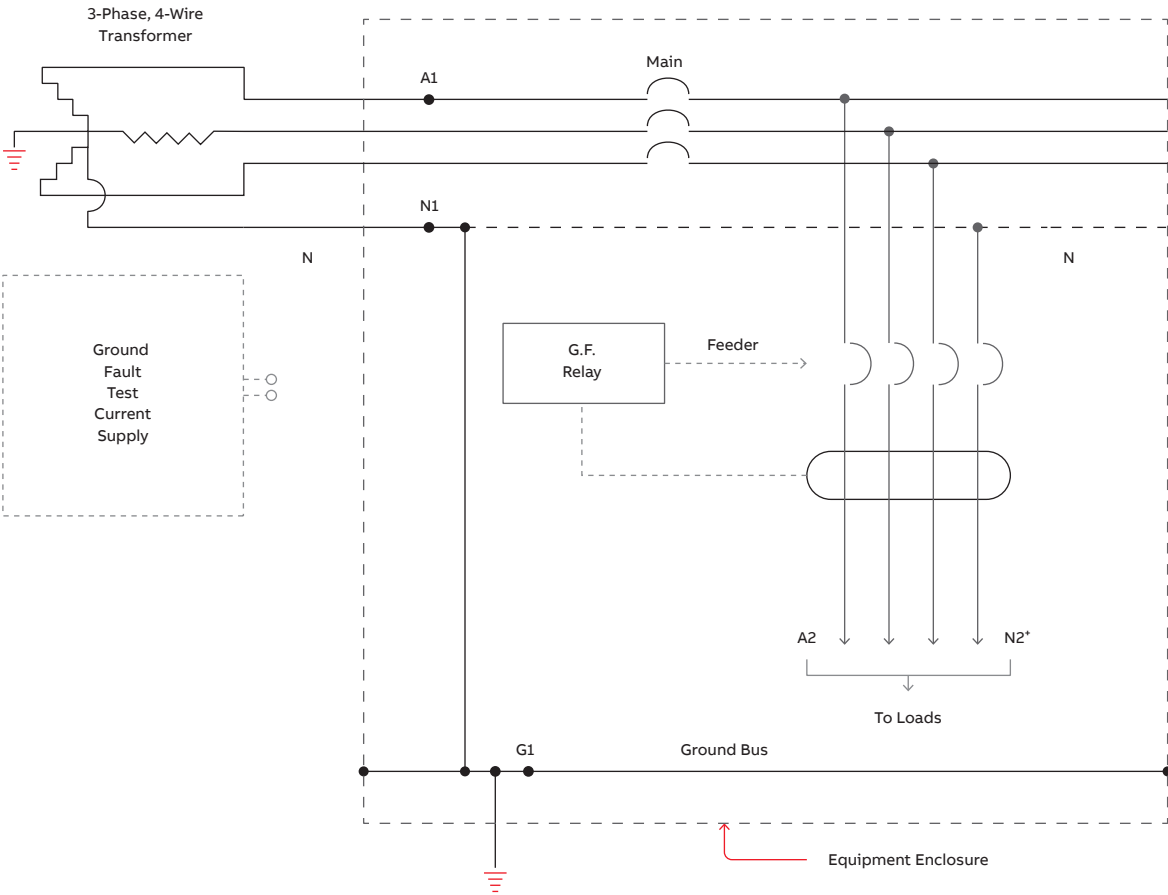 3-Phase, 4-Wire
Transformer
Main
A1
N1
N
N
Ground
Fault
Test
Current
Supply
G.F.
Relay
Feeder
A2
N2*
To Loads
G1
Ground Bus
Equipment Enclosure